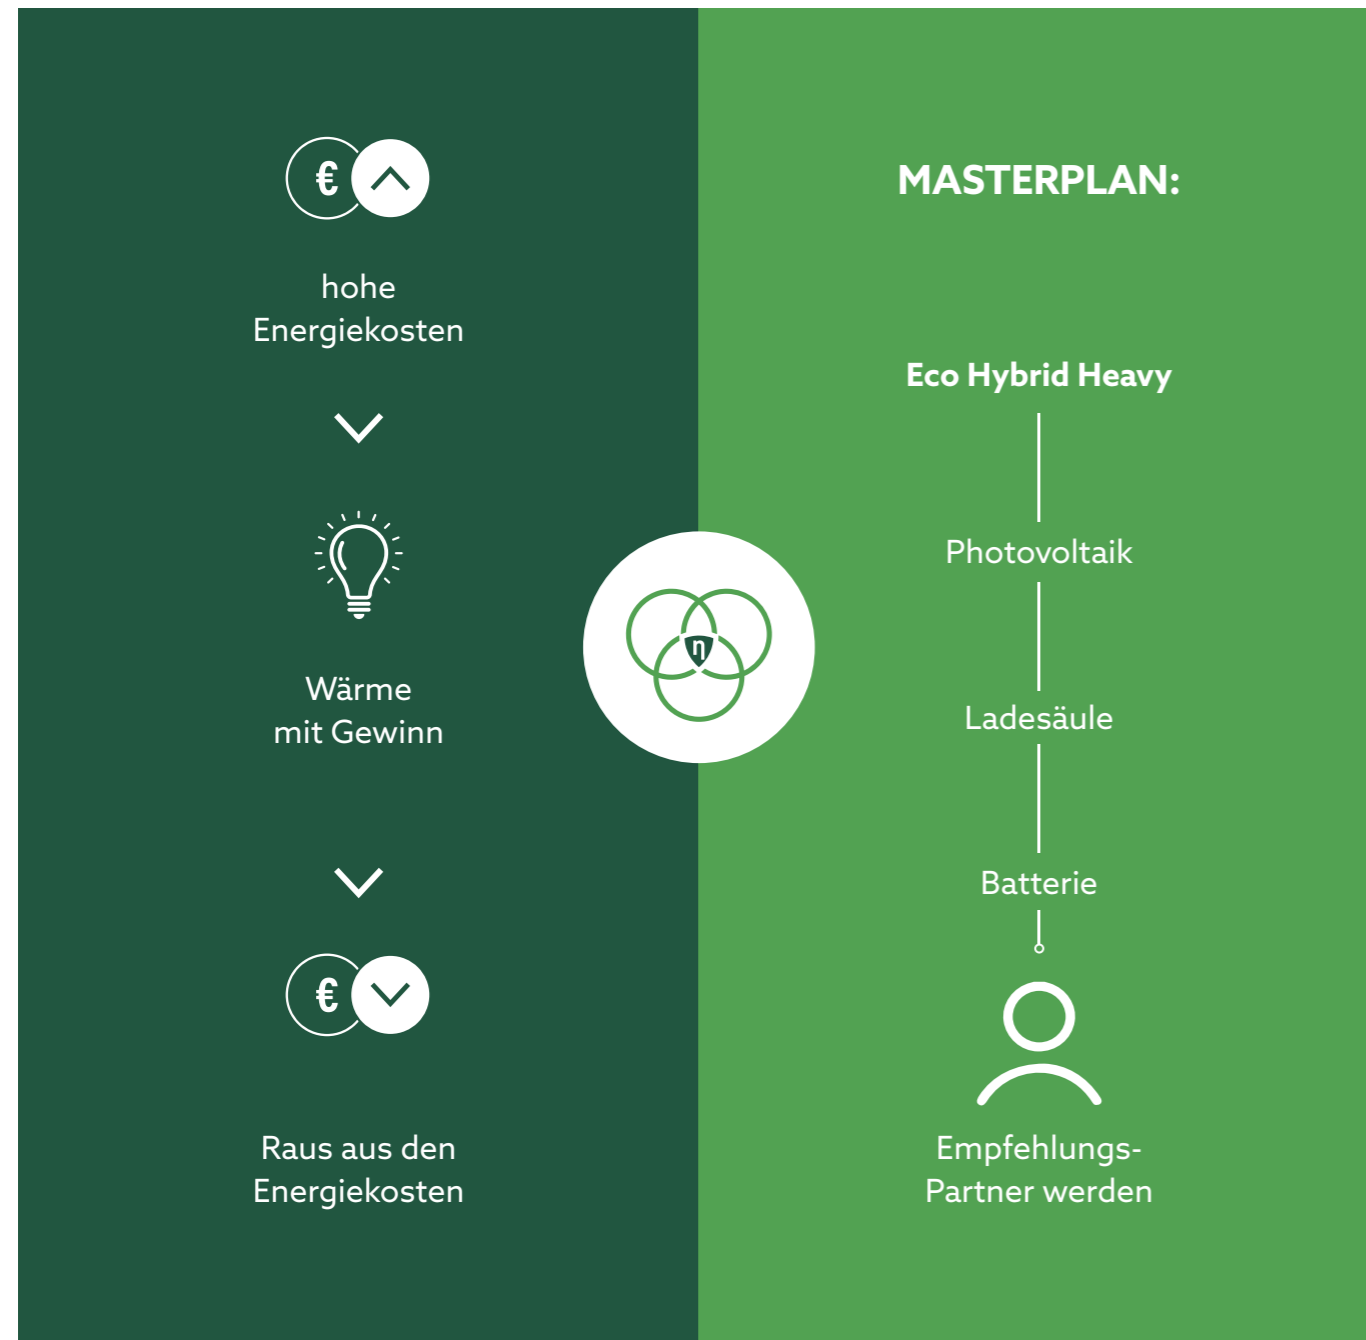 €
hohe
Energiekosten
Wärme
mit Gewinn
€
Raus aus den
Energiekosten
η
MASTERPLAN:
Eco Hybrid Heavy
Photovoltaik
Ladesäule
Batterie
Empfehlungs-
Partner werden